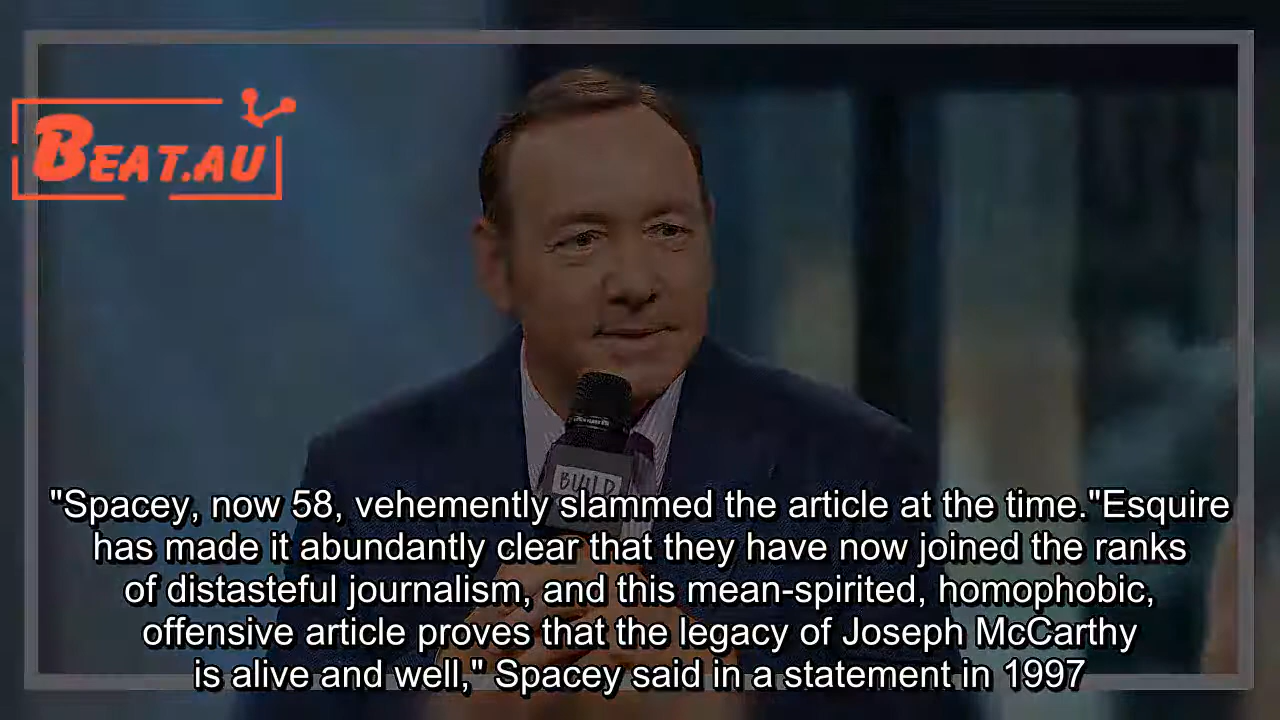 BEAT.AU
BUILD
"Spacey, now 58, vehemently slammed the article at the time."Esquire
has made it abundantly clear that they have now joined the ranks
of distasteful journalism, and this mean-spirited, homophobic,
offensive article proves that the legacy of Joseph McCarthy
is alive and well," Spacey said in a statement in 1997